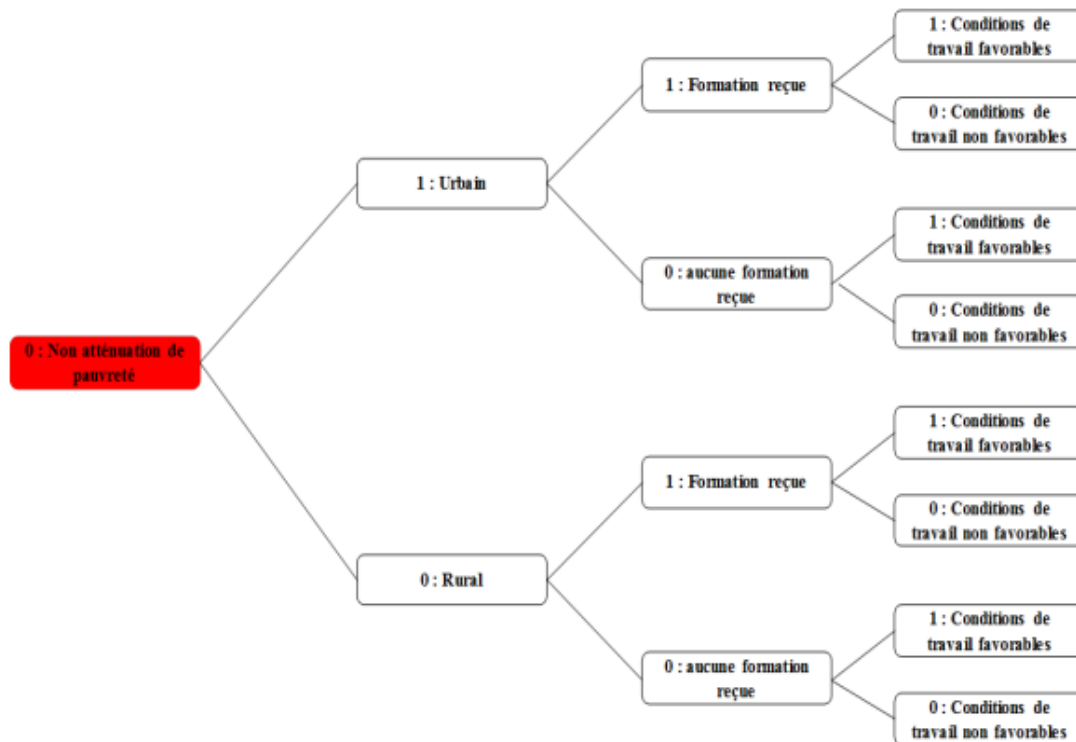 1 : Conditions de
travail favorables
1 : Formation reçue
0 : Conditions de
travail non favorables
1 : Urbain
1 : Conditions de
travail favorables
0 : aucune formation
reçue
0 : Conditions de
travail non favorables
0 : Non atténuation de
pauvreté
1 : Conditions de
travail favorables
1 : Formation reçue
0 : Conditions de
travail non favorables
0 : Rural
1 : Conditions de
travail favorables
0 : aucune formation
reçue
0 : Conditions de
travail non favorables